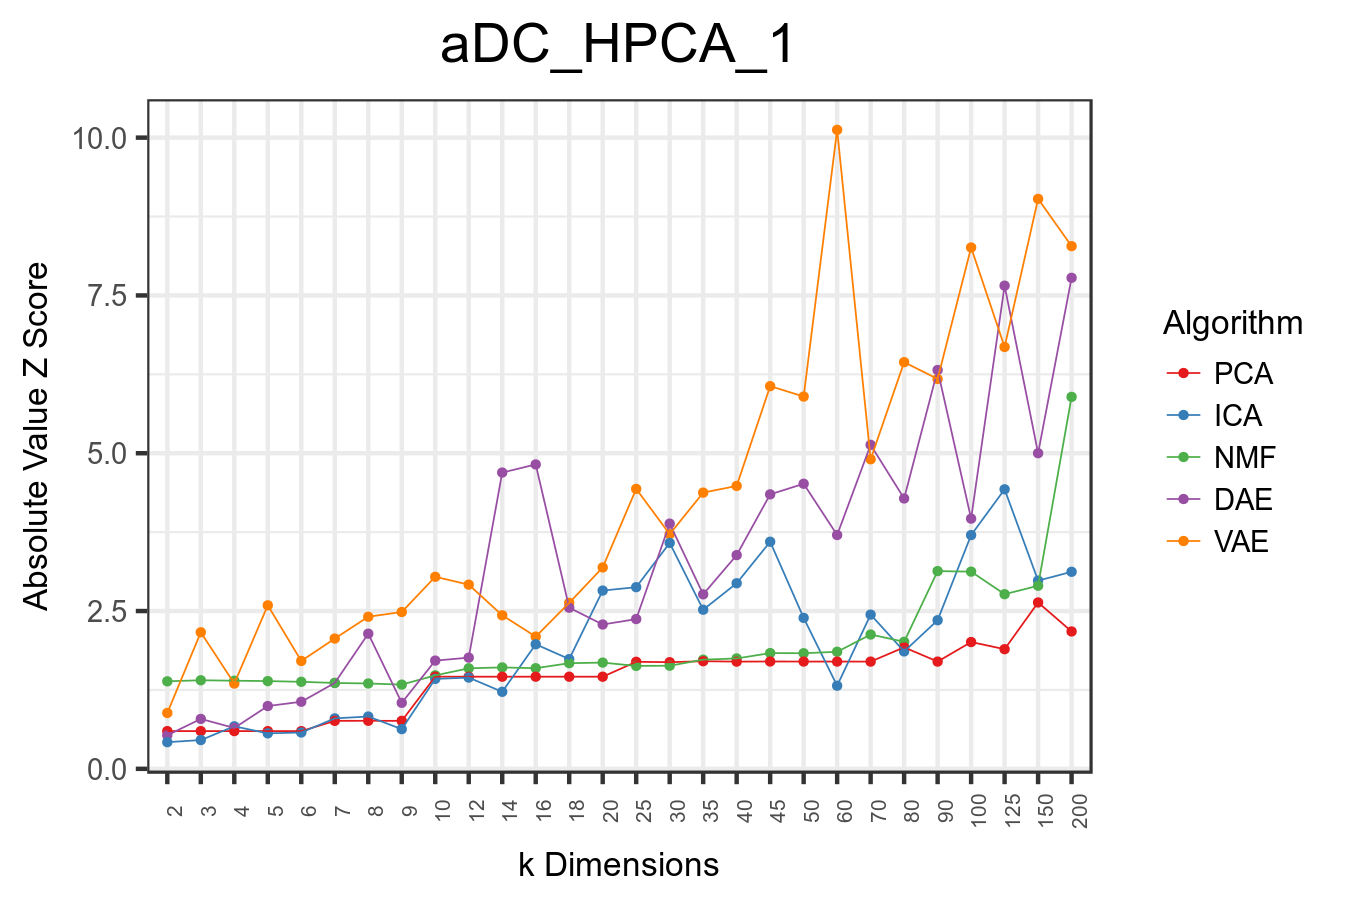 aDC_HPCA_1
Absolute Value Z Score
10.0
7.5
5.0
2.5
0.0
2 3 4 5 6 7 8 9 10 12 14 16 18 20 25 30 35 40 45 50 60 70 80 90 100 125 150 200
k Dimensions
Algorithm
PCA
ICA
NMF
DAE
VAE